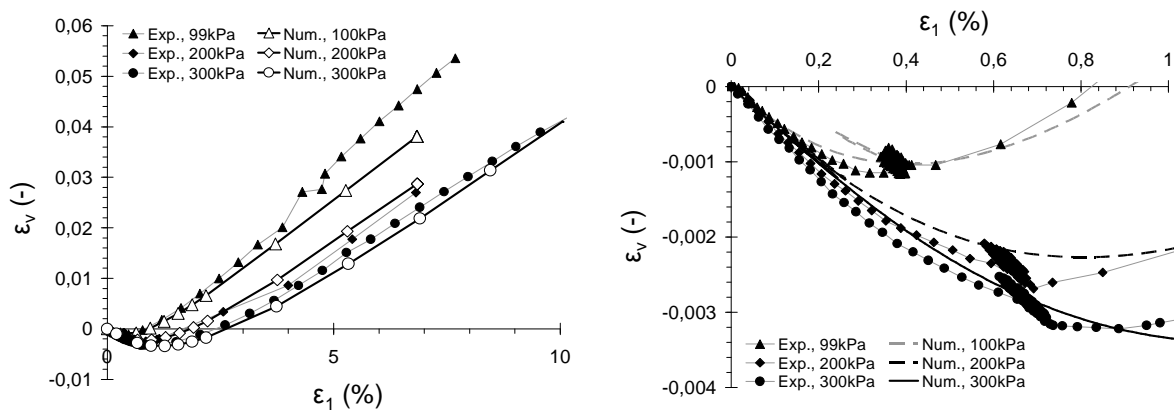 0,06
0,05
0,04
0,03
0,02
0,01
0
-0,01
εv (-)
Exp., 99kPa
Num., 100kPa
Exp., 200kPa
Num., 200kPa
Exp., 300kPa
Num., 300kPa
0 5 10
ε1 (%)
ε1 (%)
0 0,2 0,4 0,6 0,8 1
0
-0,001
-0,002
-0,003
-0,004
εv (-)
Exp., 99kPa
Num., 100kPa
Exp., 200kPa
Num., 200kPa
Exp., 300kPa
Num., 300kPa